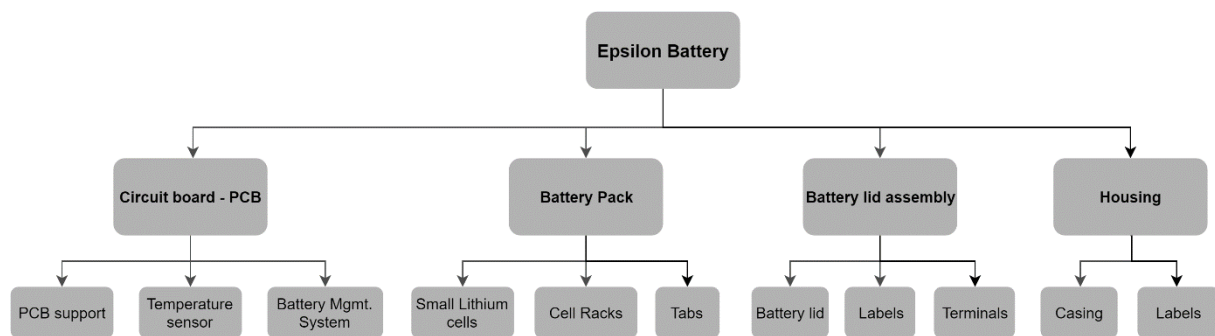 Epsilon Battery
Circuit board - PCB
Battery Pack
Battery lid assembly
Housing
PCB support
Temperature
sensor
Battery Mgmt.
System
Small Lithium
cells
Cell Racks
Tabs
Battery lid
Labels
Terminals
Casing
Labels